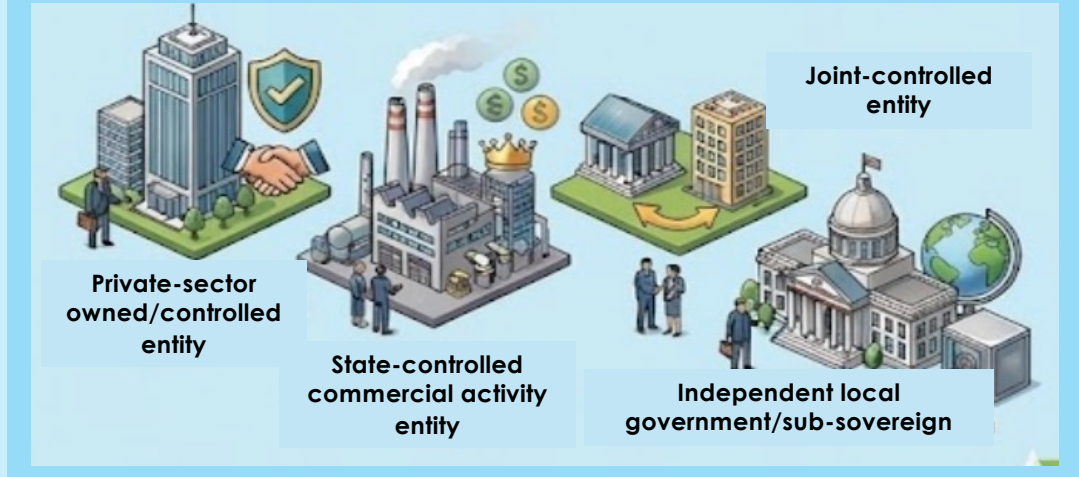 Private-sector
owned/controlled
entity
State-controlled
commercial activity
entity
Joint-controlled
entity
Independent local
government/sub-sovereign